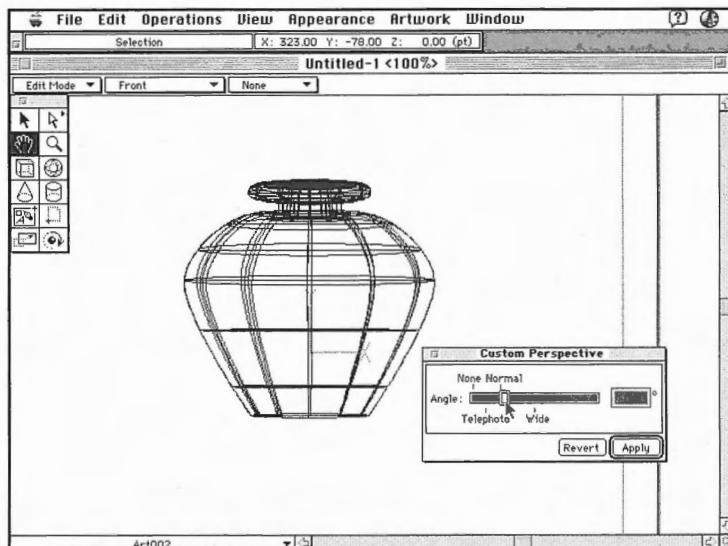 File Edit Operations View Appearance Artwork Window
Selection X: 323.00 Y: -78.00 Z: 0.00 (pt)
Untitled-1 <100%>
Edit Mode Front None
X
Custom Perspective
None Normal
Angle: °
Telephoto Wide
Revert Apply
Art002